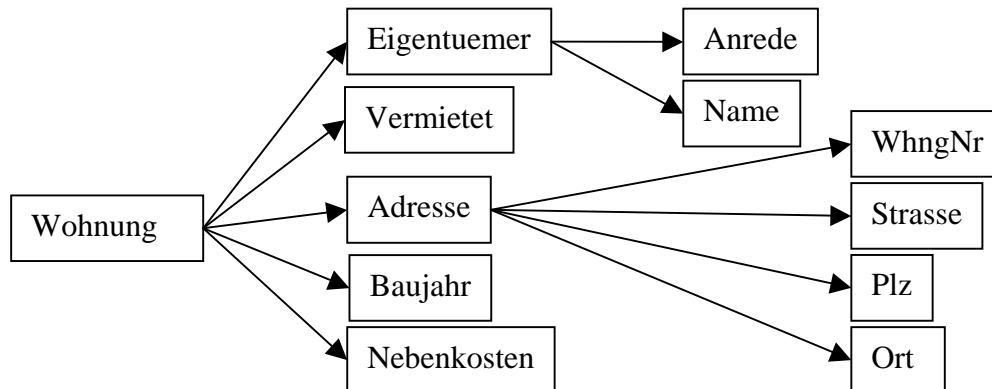 Eigentuemer
Anrede
Name
Vermietet
WhngNr
Wohnung
Adresse
Strasse
Baujahr
Plz
Nebenkosten
Ort